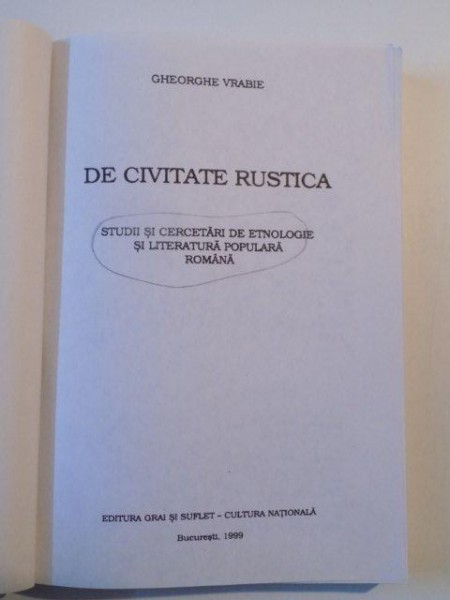 GHEORGHE VRABIE
DE CIVITATE RUSTICA
STUDII ŞI CERCETĂRI DE ETNOLOGIE
ŞI LITERATURĂ POPULARĂ
ROMÂNĂ
EDITURA GRAI ŞI SUFLET – CULTURA NAŢIONALĂ
Bucureşti, 1999